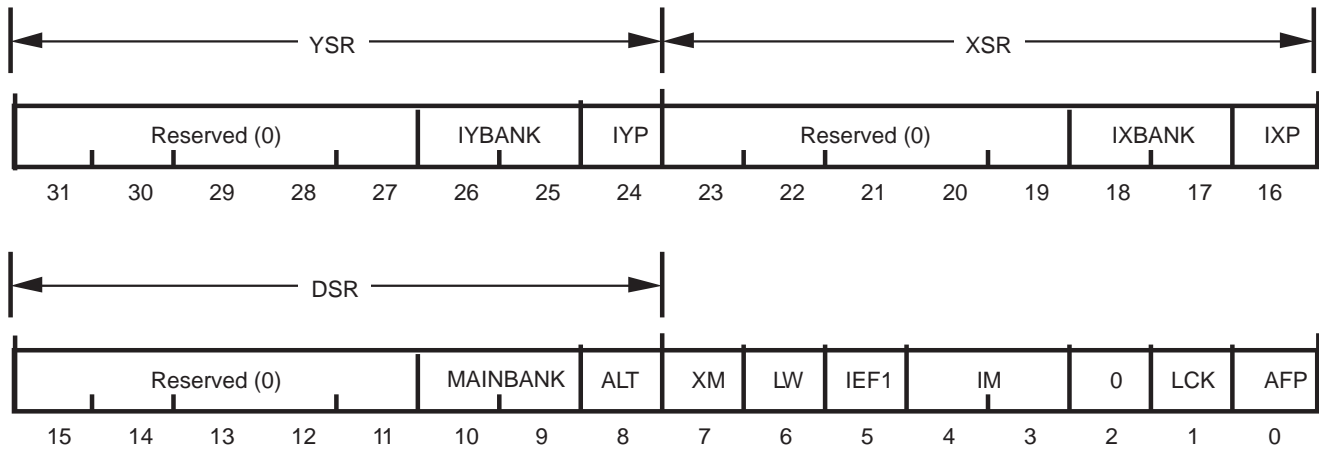 YSR XSR
Reserved (0) IYBANK IYP Reserved (0) IXBANK IXP
31 30 29 28 27 26 25 24 23 22 21 20 19 18 17 16
DSR
Reserved (0) MAINBANK ALT XM LW IEF1 IM 0 LCK AFP
15 14 13 12 11 10 9 8 7 6 5 4 3 2 1 0